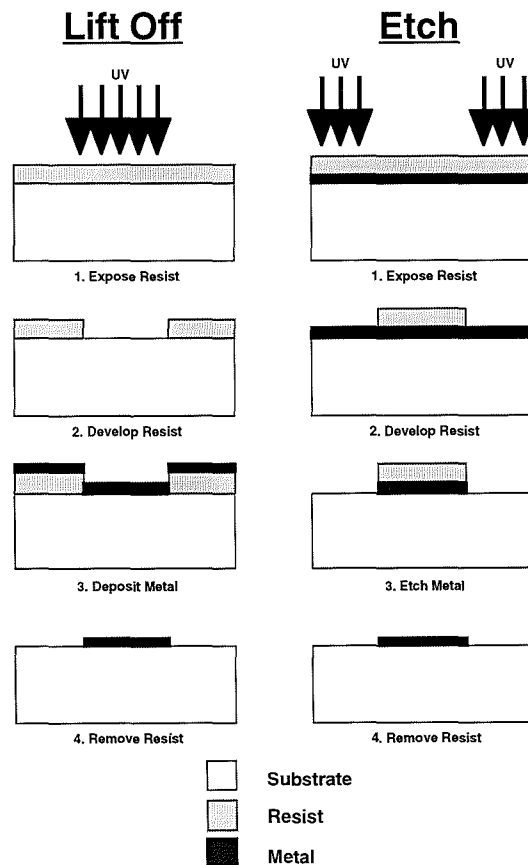 Lift Off
UV
1. Expose Resist
2. Develop Resist
3. Deposit Metal
4. Remove Resist
Etch
UV
UV
1. Expose Resist
2. Develop Resist
3. Etch Metal
4. Remove Resist
Substrate
Resist
Metal